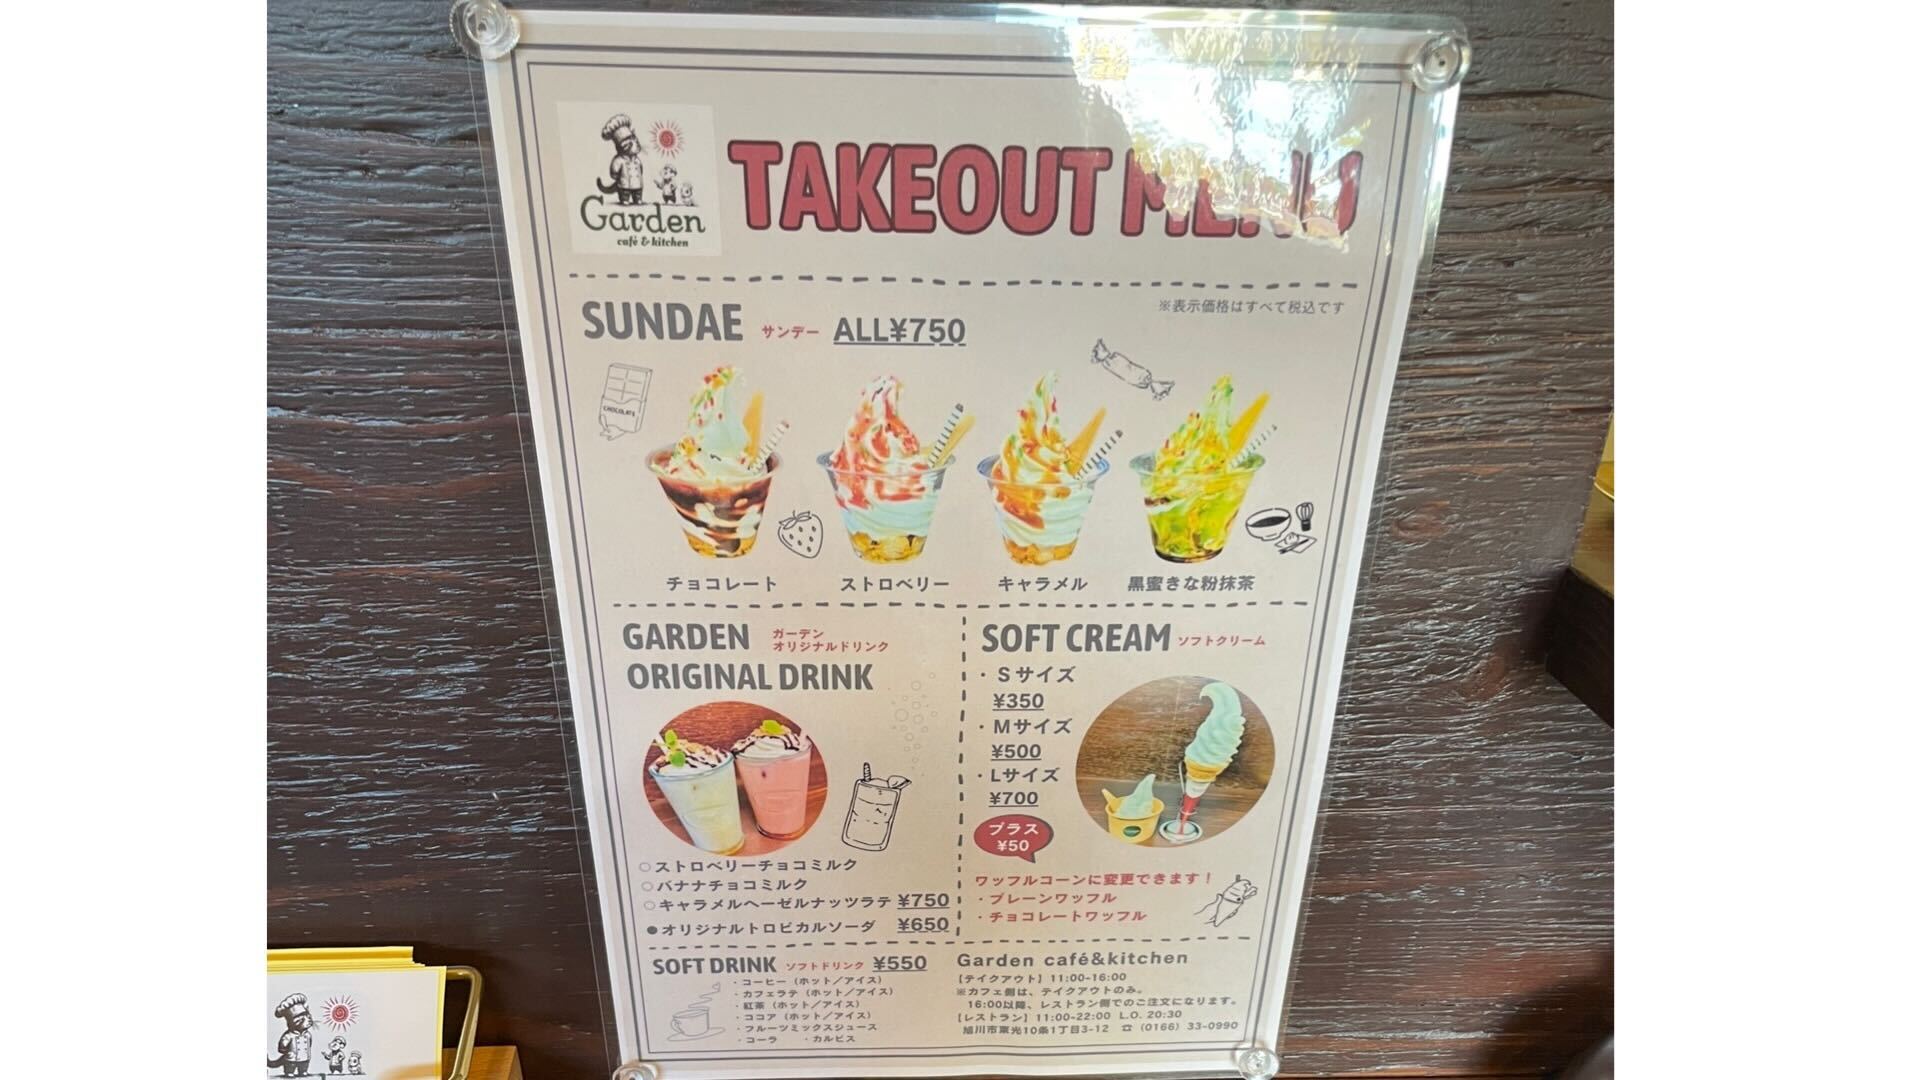 Garden
café & kitchen
TAKEOUT MENU
SUNDAE サンデー ALL¥750
※表示価格はすべて税込です
CHOCOLATE
チョコレート
ストロベリー
キャラメル
黒蜜きな粉抹茶
GARDEN
ORIGINAL DRINK
ガーデン
オリジナルドリンク
○ストロベリーチョコミルク
○バナナチョコミルク
○キャラメルヘーゼルナッツラテ ¥750
●オリジナルトロピカルソーダ ¥650
SOFT CREAM ソフトクリーム
・Sサイズ
¥350
・Mサイズ
¥500
・Lサイズ
¥700
プラス
¥50
ワッフルコーンに変更できます！
・プレーンワッフル
・チョコレートワッフル
SOFT DRINK ソフトドリンク ¥550
・コーヒー（ホット／アイス）
・カフェラテ（ホット／アイス）
・紅茶（ホット／アイス）
・ココア（ホット／アイス）
・フルーツミックスジュース
・コーラ ・カルピス
Garden café&kitchen
【テイクアウト】11:00-16:00
※カフェ側は、テイクアウトのみ。
16:00以降、レストラン側でのご注文になります。
【レストラン】11:00-22:00 L.O. 20:30
旭川市東光10条1丁目3-12 ☎（0166）33-0990